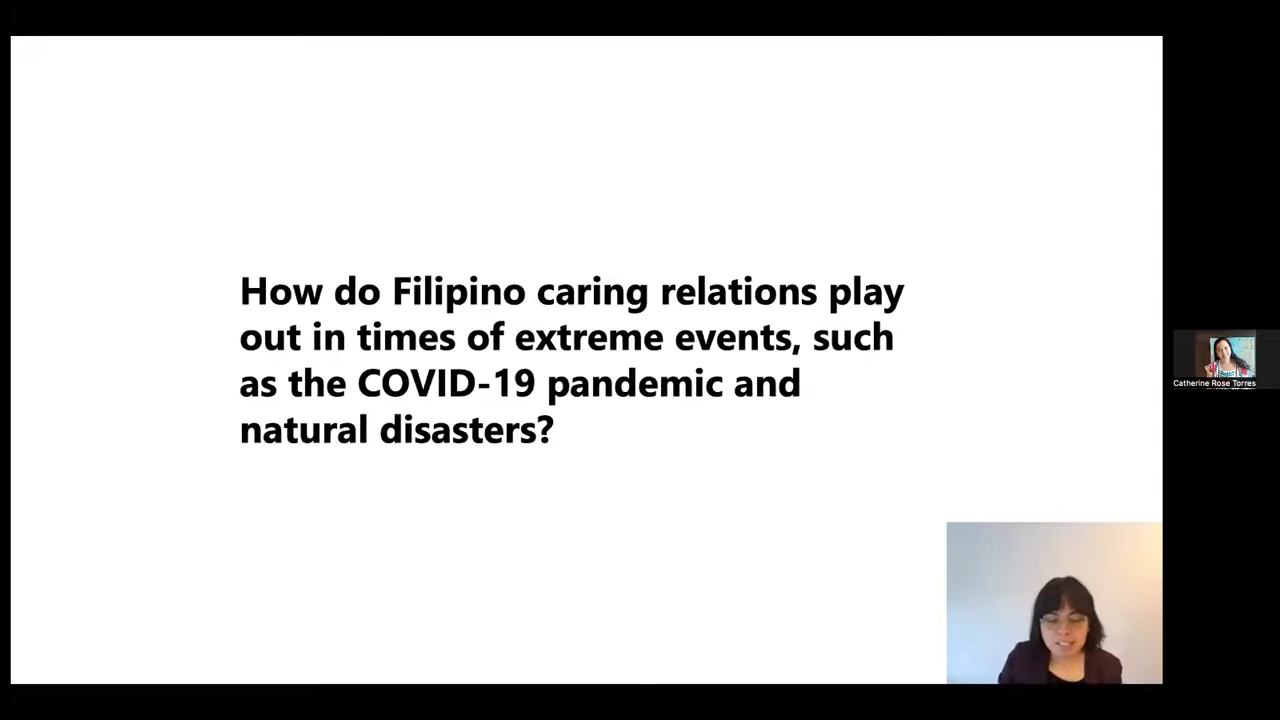 How do Filipino caring relations play
out in times of extreme events, such
as the COVID-19 pandemic and
natural disasters?
Catherine Rose Torres